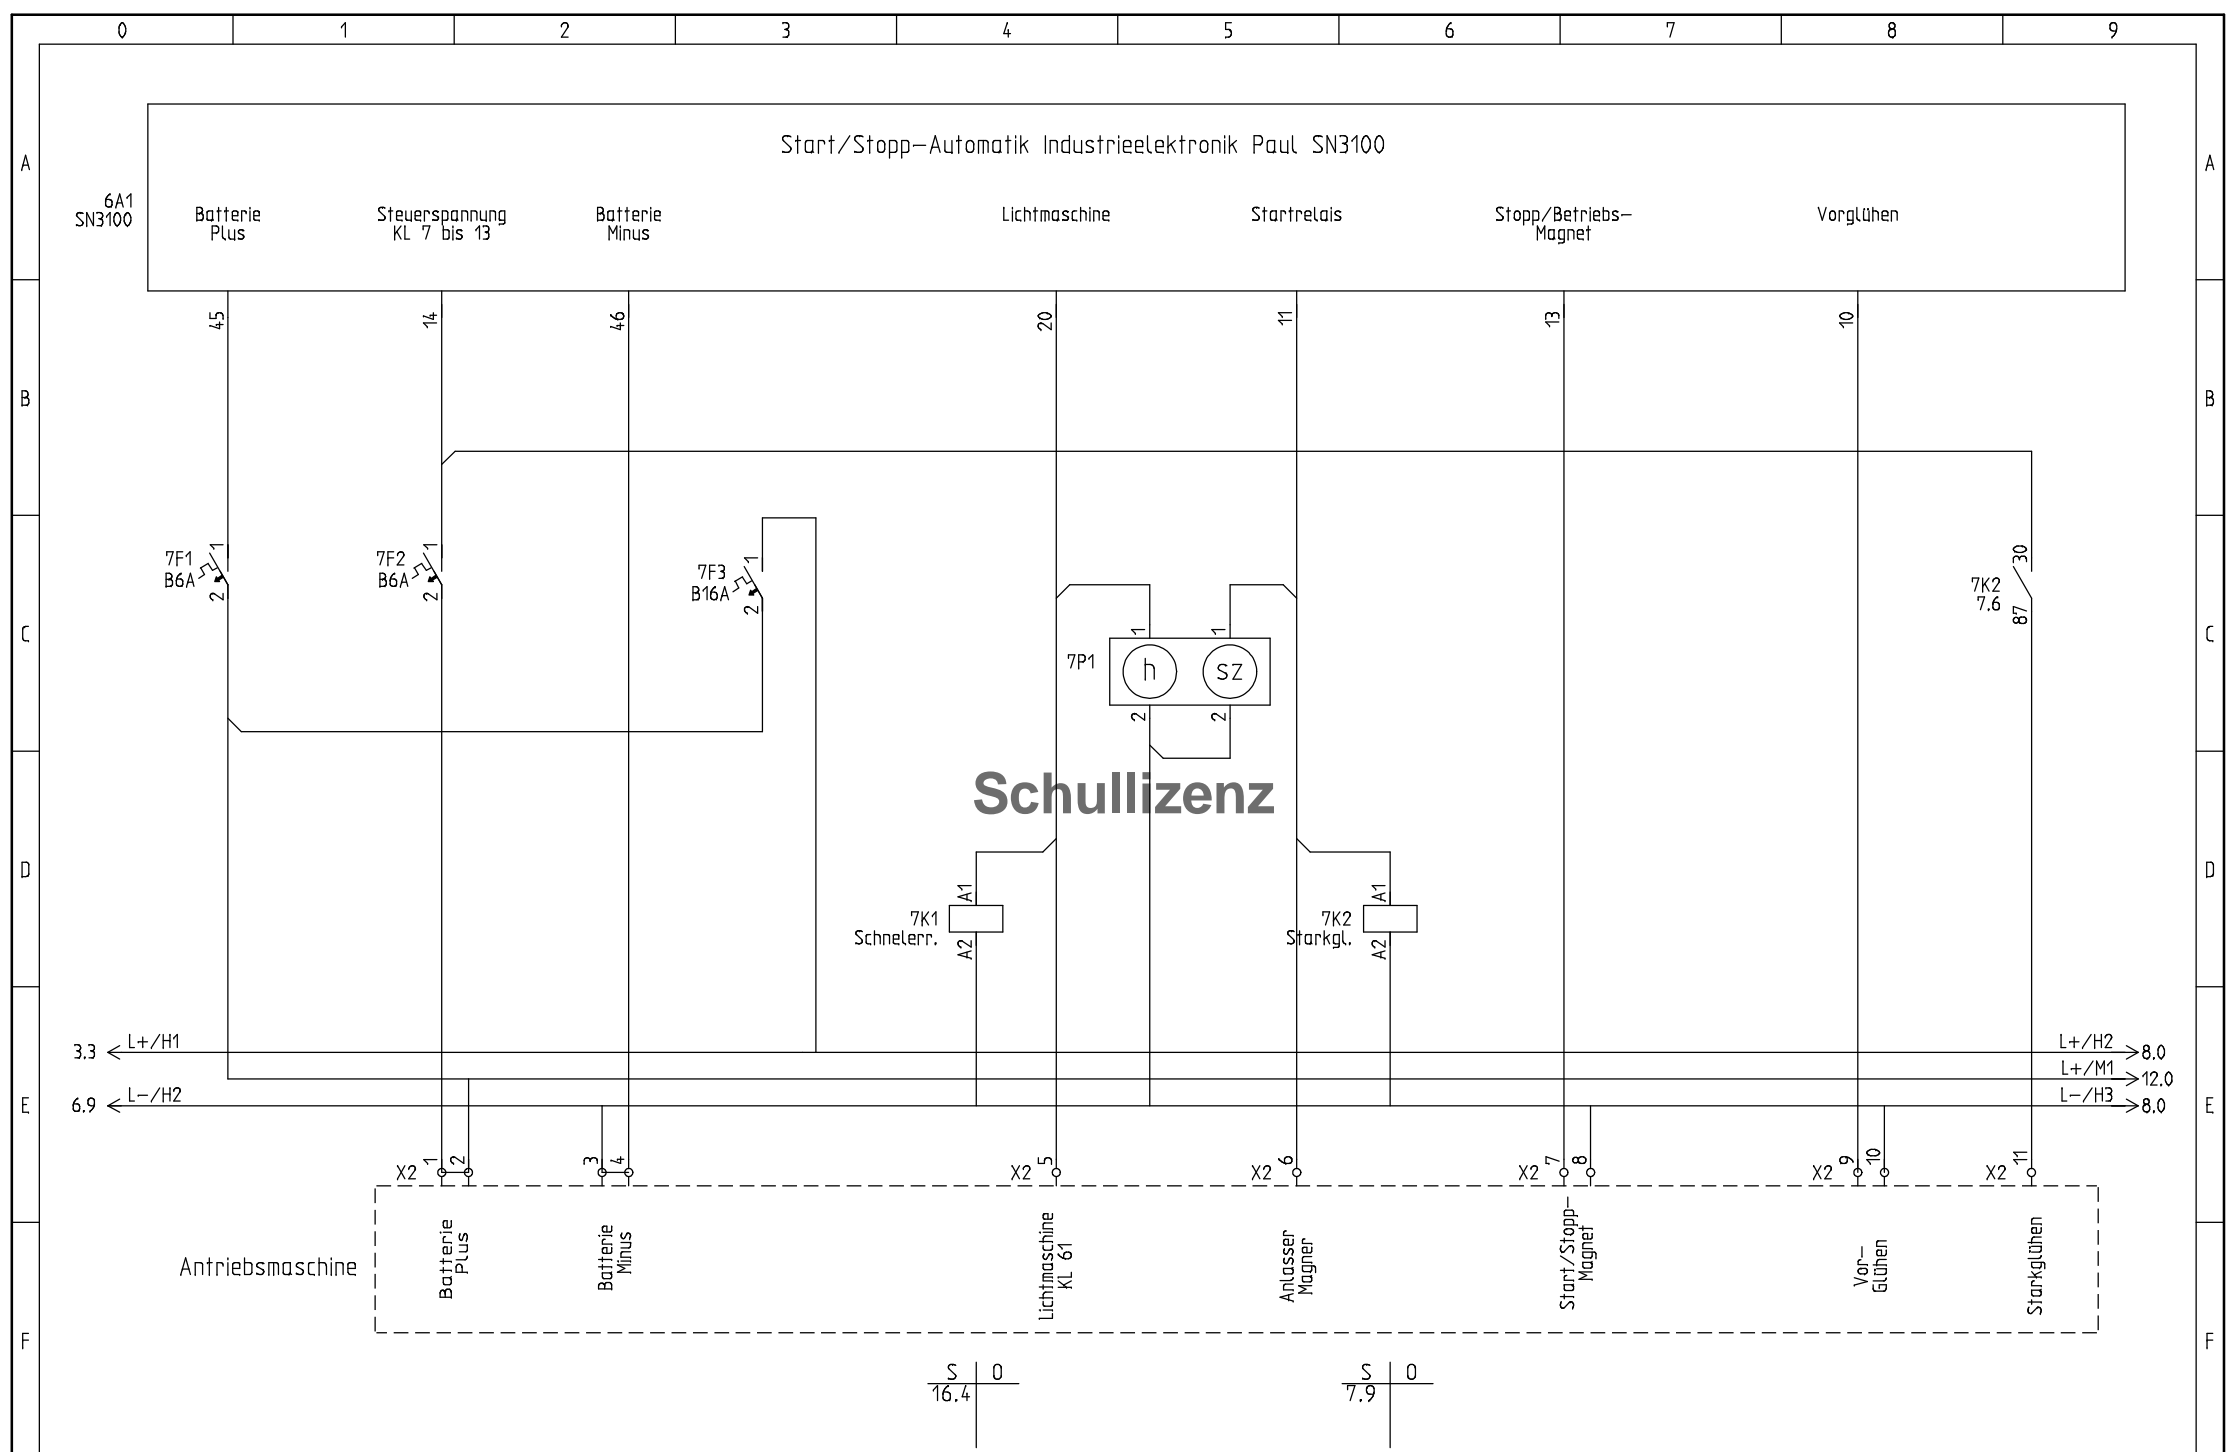 0 1 2 3 4 5 6 7 8 9
Start/Stopp-Automatik Industrieelektronik Paul SN3100
A A
6A1
SN3100
Batterie
Plus
Steuerspannung
KL 7 bis 13
Batterie
Minus
Lichtmaschine
Startrelais
Stopp/Betriebs-
Magnet
Vorglühen
45 14 46 20 11 13 10
B B
7F1
B6A
1
2
7F2
B6A
1
2
7F3
B16A
1
2
7K2
7.6
30
87
C C
7P1
1 1
h sz
2 2
Schullizenz
D D
7K1
Schnelerr.
A1
A2
7K2
Starkgl.
A1
A2
3.3 L+/H1 L+/H2 8.0
L+/M1 12.0
E 6.9 L-/H2 L-/H3 8.0 E
X2 1 2 3 4 X2 5 X2 6 X2 7 8 X2 9 10 X2 11
Antriebsmaschine
Batterie
Plus
Batterie
Minus
Lichtmaschine
KL 61
Anlasser
Magner
Start/Stopp-
Magnet
Vor-
Glühen
Starkglühen
F F
S O
16.4
S O
7.9